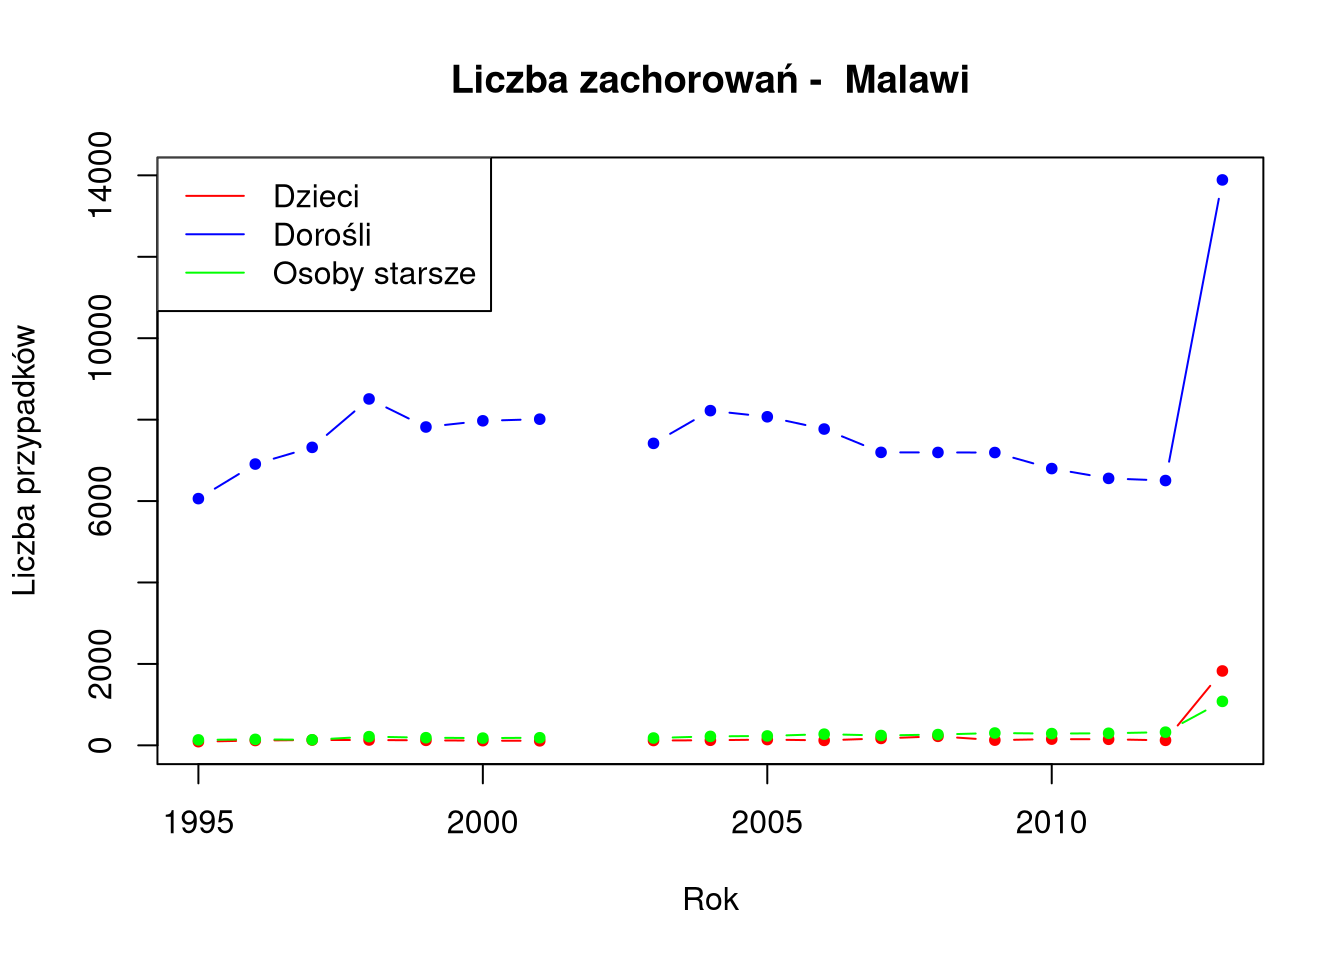 Liczba zachorowań -  Malawi
Dzieci
Dorośli
Osoby starsze
Liczba przypadków
14000
10000
6000
2000
0
1995 2000 2005 2010
Rok